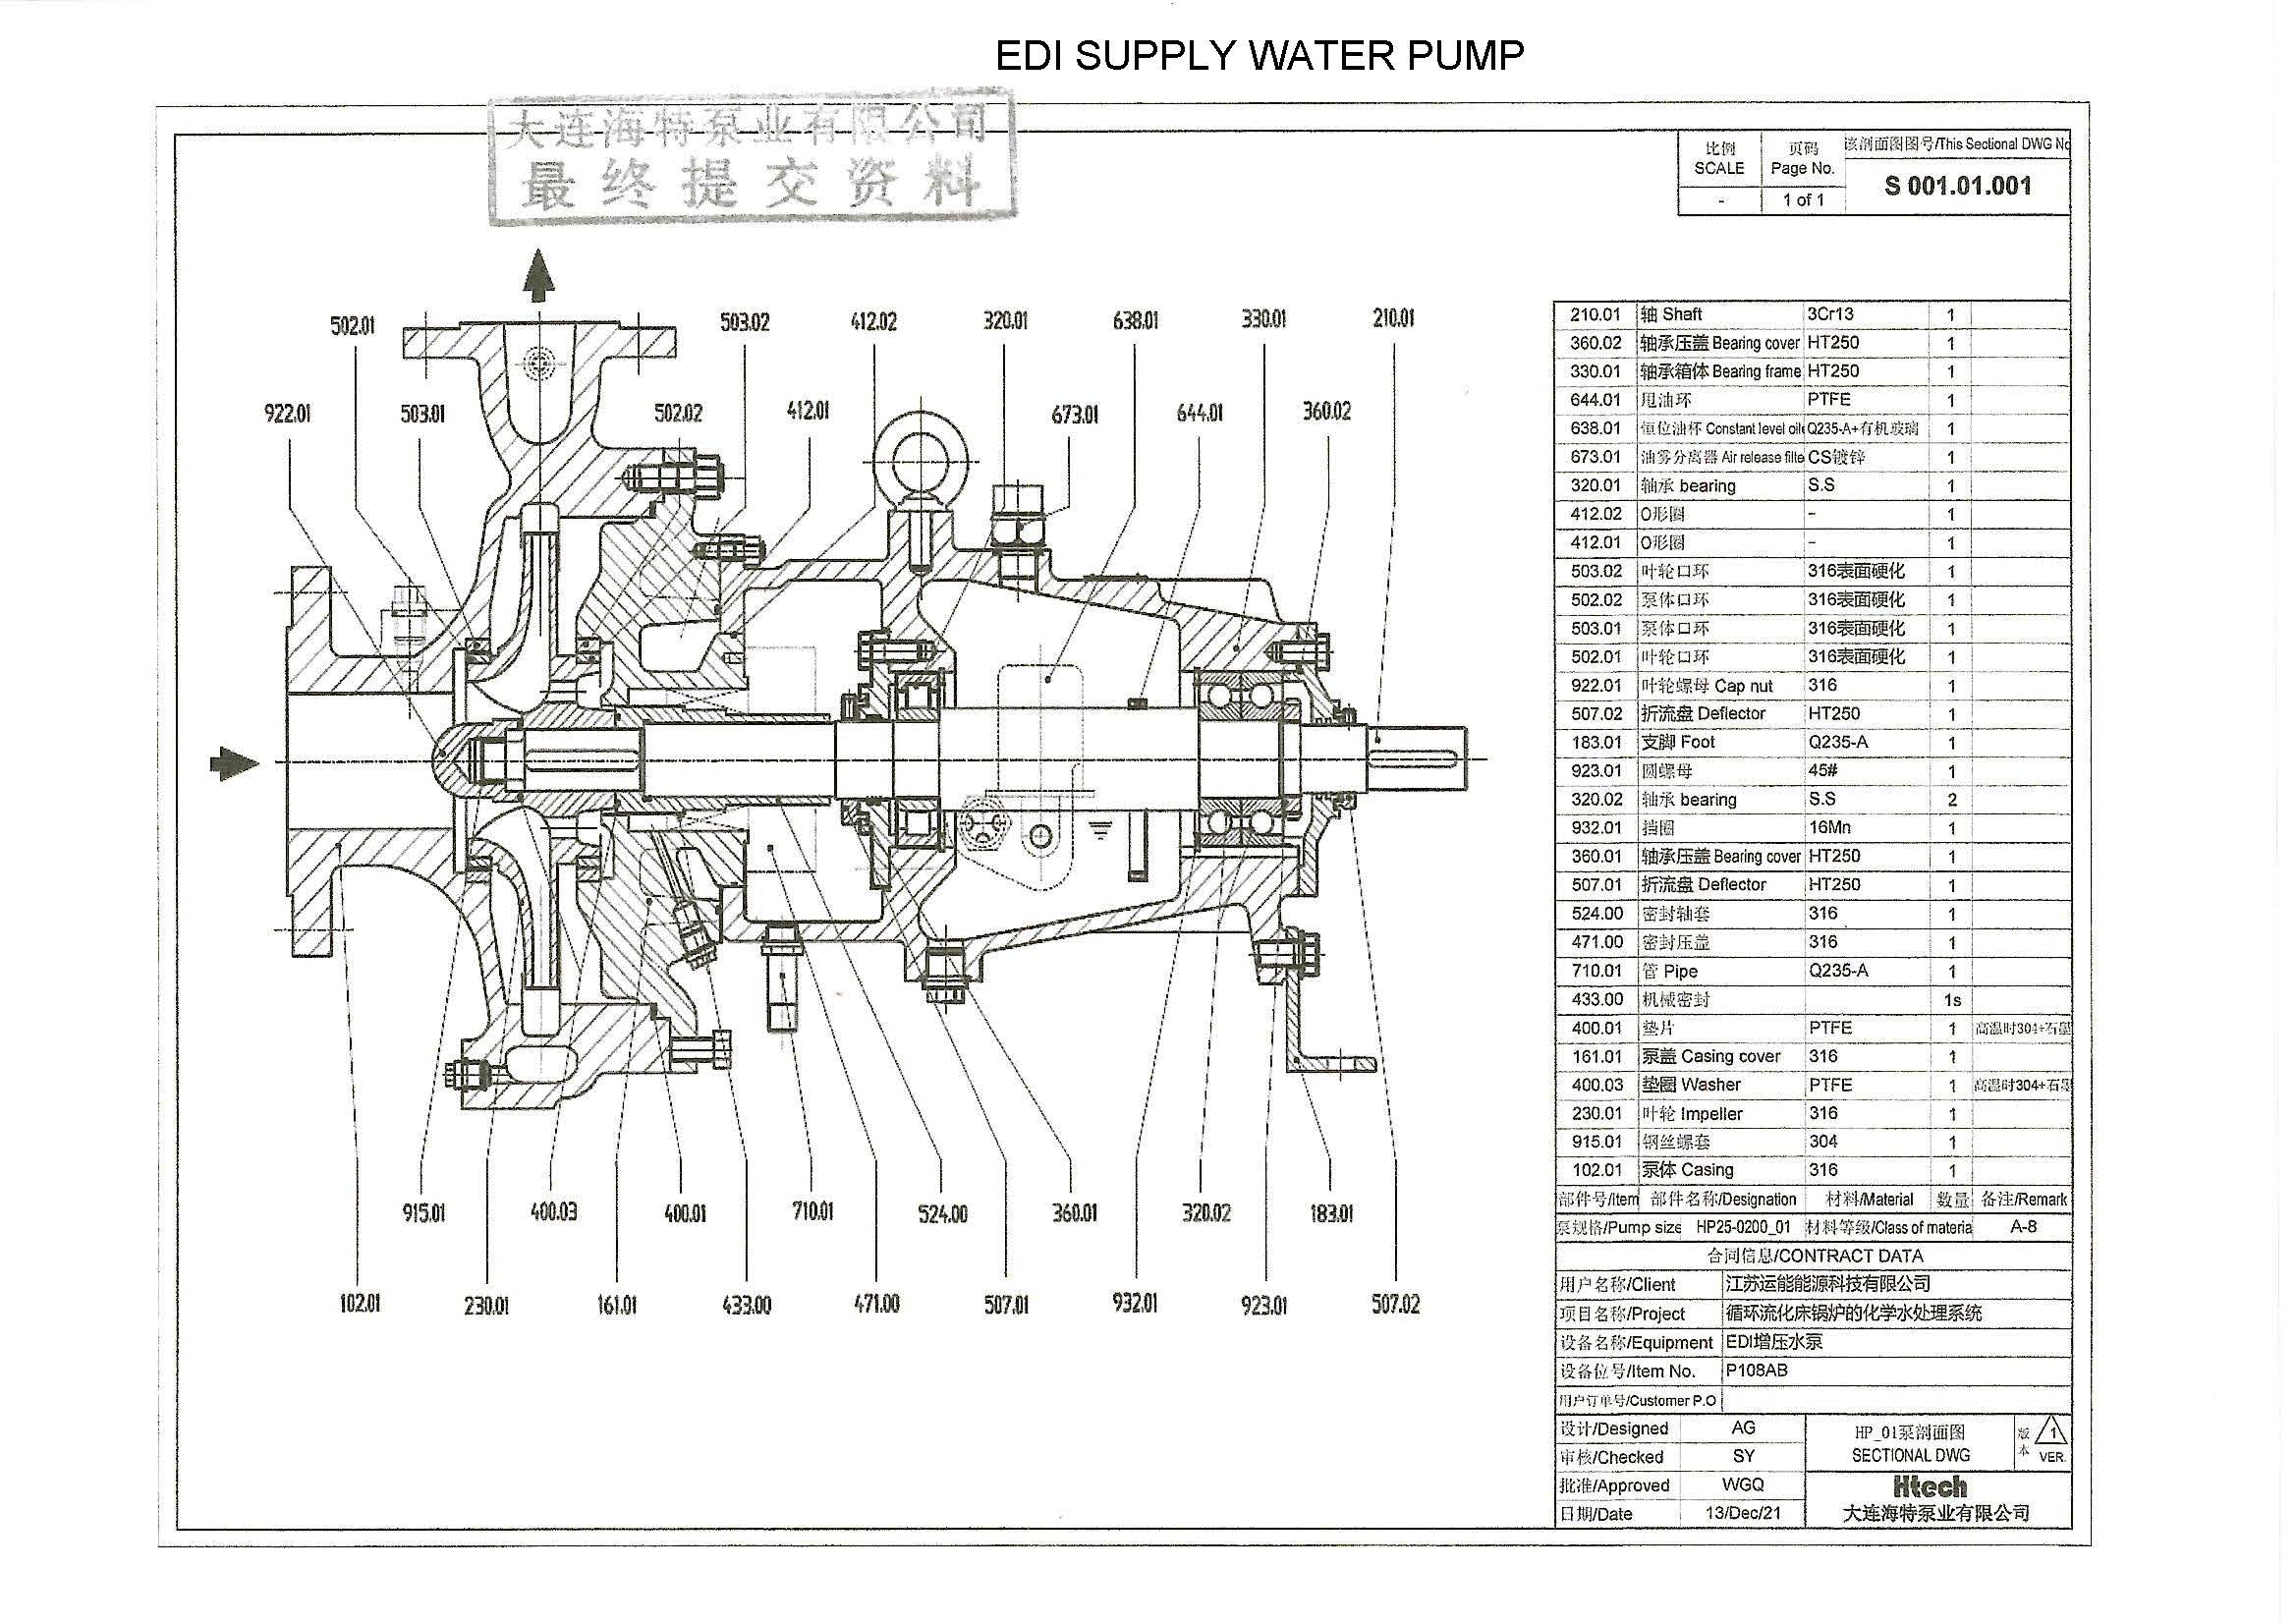 EDI SUPPLY WATER PUMP
大连海特泵业有限公司
最终提交资料
比例 SCALE
-
页码 Page No.
1 of 1
该剖面图图号/This Sectional DWG No
S 001.01.001
502.01 503.02 412.02 320.01 638.01 330.01 210.01
922.01 503.01 502.02 412.01 673.01 644.01 360.02
915.01 400.03 400.01 710.01 524.00 360.01 320.02 183.01
102.01 230.01 161.01 433.00 471.00 507.01 932.01 923.01 507.02
210.01 轴 Shaft 3Cr13 1
360.02 轴承压盖 Bearing cover HT250 1
330.01 轴承箱体 Bearing frame HT250 1
644.01 甩油环 PTFE 1
638.01 恒位油杯 Constant level oile Q235-A+有机玻璃 1
673.01 油雾分离器 Air release filte CS镀锌 1
320.01 轴承 bearing S.S 1
412.02 O形圈 - 1
412.01 O形圈 - 1
503.02 叶轮口环 316表面硬化 1
502.02 泵体口环 316表面硬化 1
503.01 泵体口环 316表面硬化 1
502.01 叶轮口环 316表面硬化 1
922.01 叶轮螺母 Cap nut 316 1
507.02 折流盘 Deflector HT250 1
183.01 支脚 Foot Q235-A 1
923.01 圆螺母 45# 1
320.02 轴承 bearing S.S 2
932.01 挡圈 16Mn 1
360.01 轴承压盖 Bearing cover HT250 1
507.01 折流盘 Deflector HT250 1
524.00 密封轴套 316 1
471.00 密封压盖 316 1
710.01 管 Pipe Q235-A 1
433.00 机械密封 1s
400.01 垫片 PTFE 1 高温时304+石墨
161.01 泵盖 Casing cover 316 1
400.03 垫圈 Washer PTFE 1 高温时304+石墨
230.01 叶轮 Impeller 316 1
915.01 钢丝螺套 304 1
102.01 泵体 Casing 316 1
部件号/Item 部件名称/Designation 材料/Material 数量 备注/Remark
泵规格/Pump size HP25-0200_01 材料等级/Class of materia A-8
合同信息/CONTRACT DATA
用户名称/Client 江苏运能能源科技有限公司
项目名称/Project 循环流化床锅炉的化学水处理系统
设备名称/Equipment EDI增压水泵
设备位号/Item No. P108AB
用户订单号/Customer P.O
设计/Designed AG
审核/Checked SY
批准/Approved WGQ
日期/Date 13/Dec/21
HP_01泵剖面图
SECTIONAL DWG
版本 1 VER.
Htech
大连海特泵业有限公司